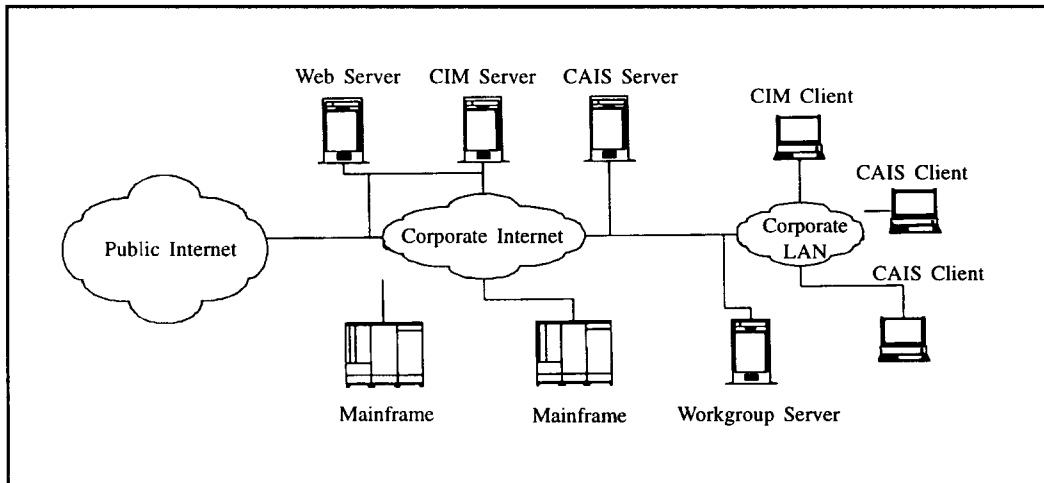 Web Server
CIM Server
CAIS Server
CIM Client
CAIS Client
Public Internet
Corporate Internet
Corporate
LAN
CAIS Client
Mainframe
Mainframe
Workgroup Server